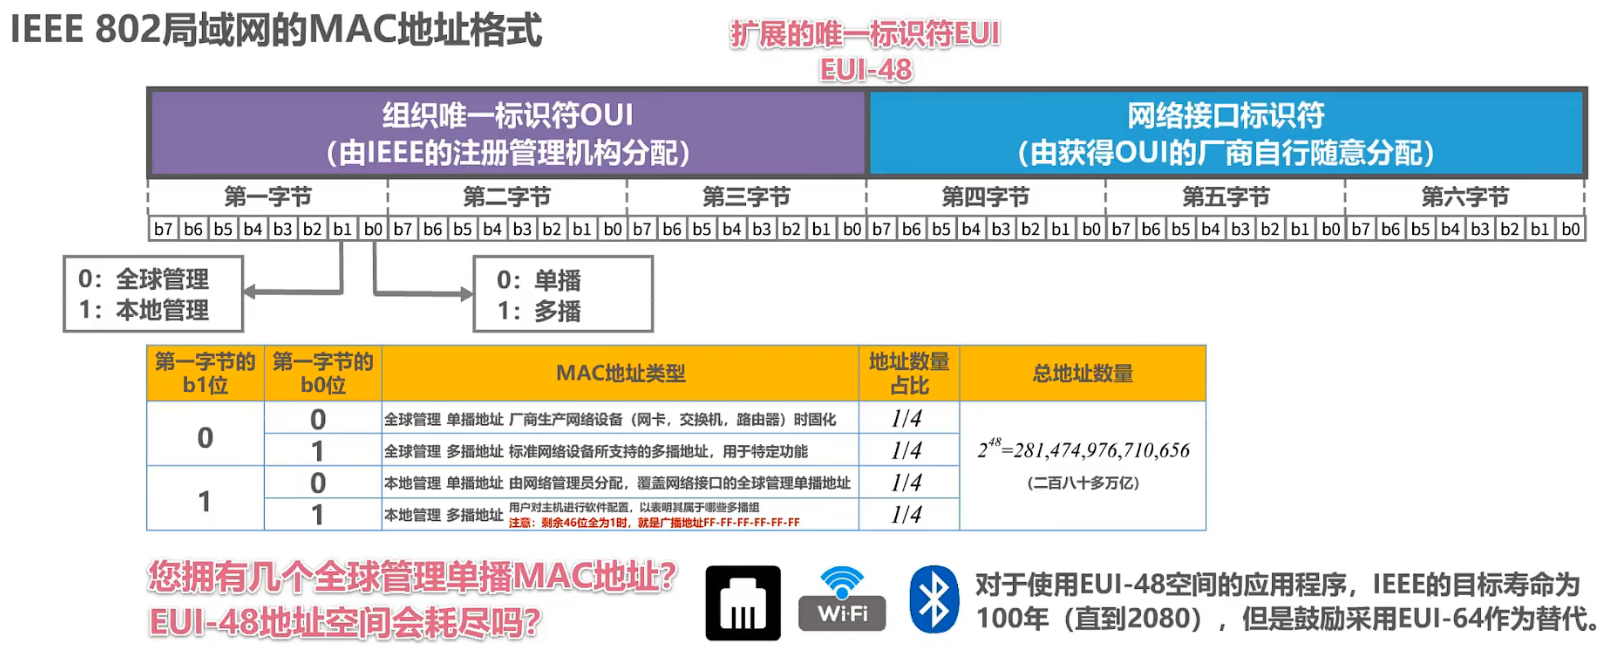 IEEE 802局域网的MAC地址格式
扩展的唯一标识符EUI
EUI-48
组织唯一标识符OUI
（由IEEE的注册管理机构分配）
网络接口标识符
（由获得OUI的厂商自行随意分配）
第一字节 第二字节 第三字节 第四字节 第五字节 第六字节
b7 b6 b5 b4 b3 b2 b1 b0 b7 b6 b5 b4 b3 b2 b1 b0 b7 b6 b5 b4 b3 b2 b1 b0 b7 b6 b5 b4 b3 b2 b1 b0 b7 b6 b5 b4 b3 b2 b1 b0 b7 b6 b5 b4 b3 b2 b1 b0
0：全球管理
1：本地管理
0：单播
1：多播
第一字节的
b1位
第一字节的
b0位
MAC地址类型
地址数量
占比
总地址数量
0
0 全球管理 单播地址 厂商生产网络设备（网卡，交换机，路由器）时固化 1/4
1 全球管理 多播地址 标准网络设备所支持的多播地址，用于特定功能 1/4
1
0 本地管理 单播地址 由网络管理员分配，覆盖网络接口的全球管理单播地址 1/4
1 本地管理 多播地址 用户对主机进行软件配置，以表明其属于哪些多播组
注意：剩余46位全为1时，就是广播地址FF-FF-FF-FF-FF-FF
1/4
2^48=281,474,976,710,656
（二百八十多万亿）
您拥有几个全球管理单播MAC地址？
EUI-48地址空间会耗尽吗？
Wi-Fi
对于使用EUI-48空间的应用程序，IEEE的目标寿命为
100年（直到2080），但是鼓励采用EUI-64作为替代。